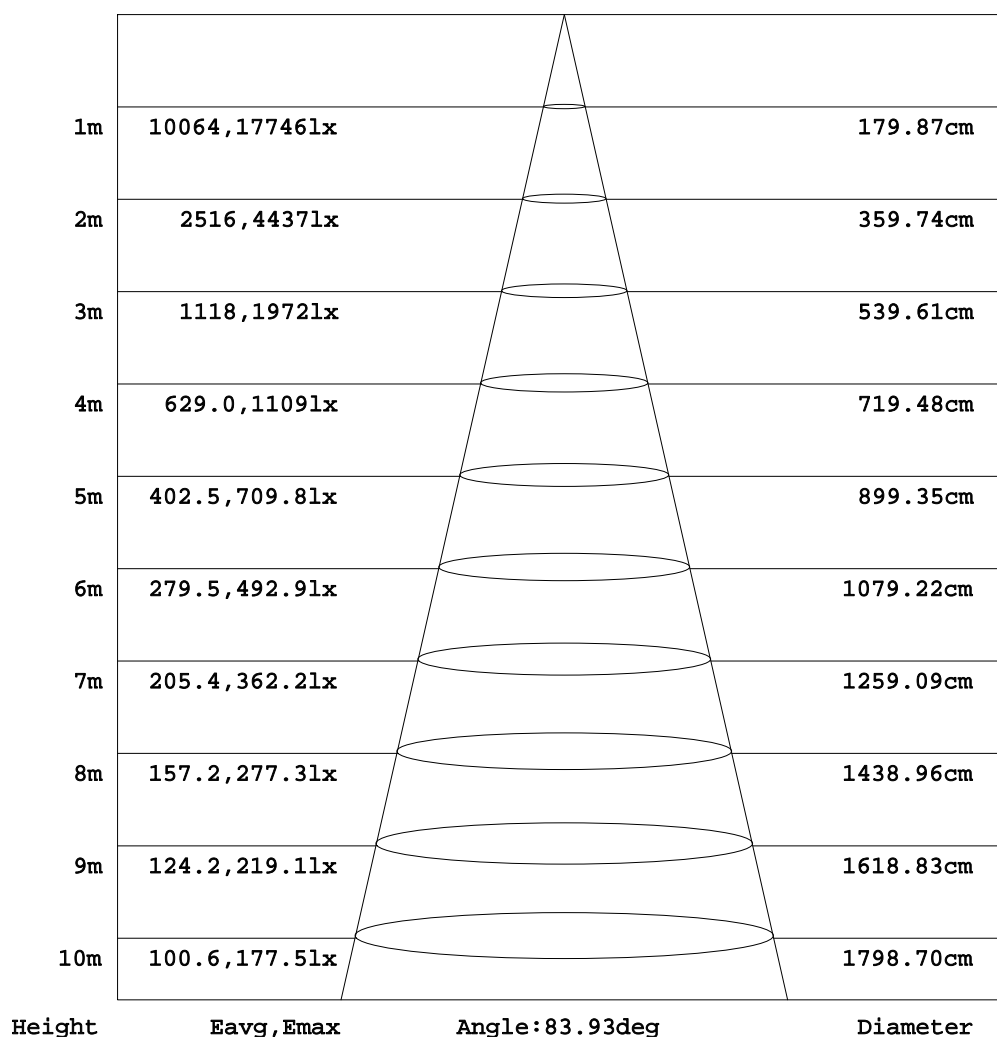 1m 10064,17746lx 179.87cm
2m 2516,4437lx 359.74cm
3m 1118,1972lx 539.61cm
4m 629.0,1109lx 719.48cm
5m 402.5,709.8lx 899.35cm
6m 279.5,492.9lx 1079.22cm
7m 205.4,362.2lx 1259.09cm
8m 157.2,277.3lx 1438.96cm
9m 124.2,219.1lx 1618.83cm
10m 100.6,177.5lx 1798.70cm
Height Eavg,Emax Angle:83.93deg Diameter